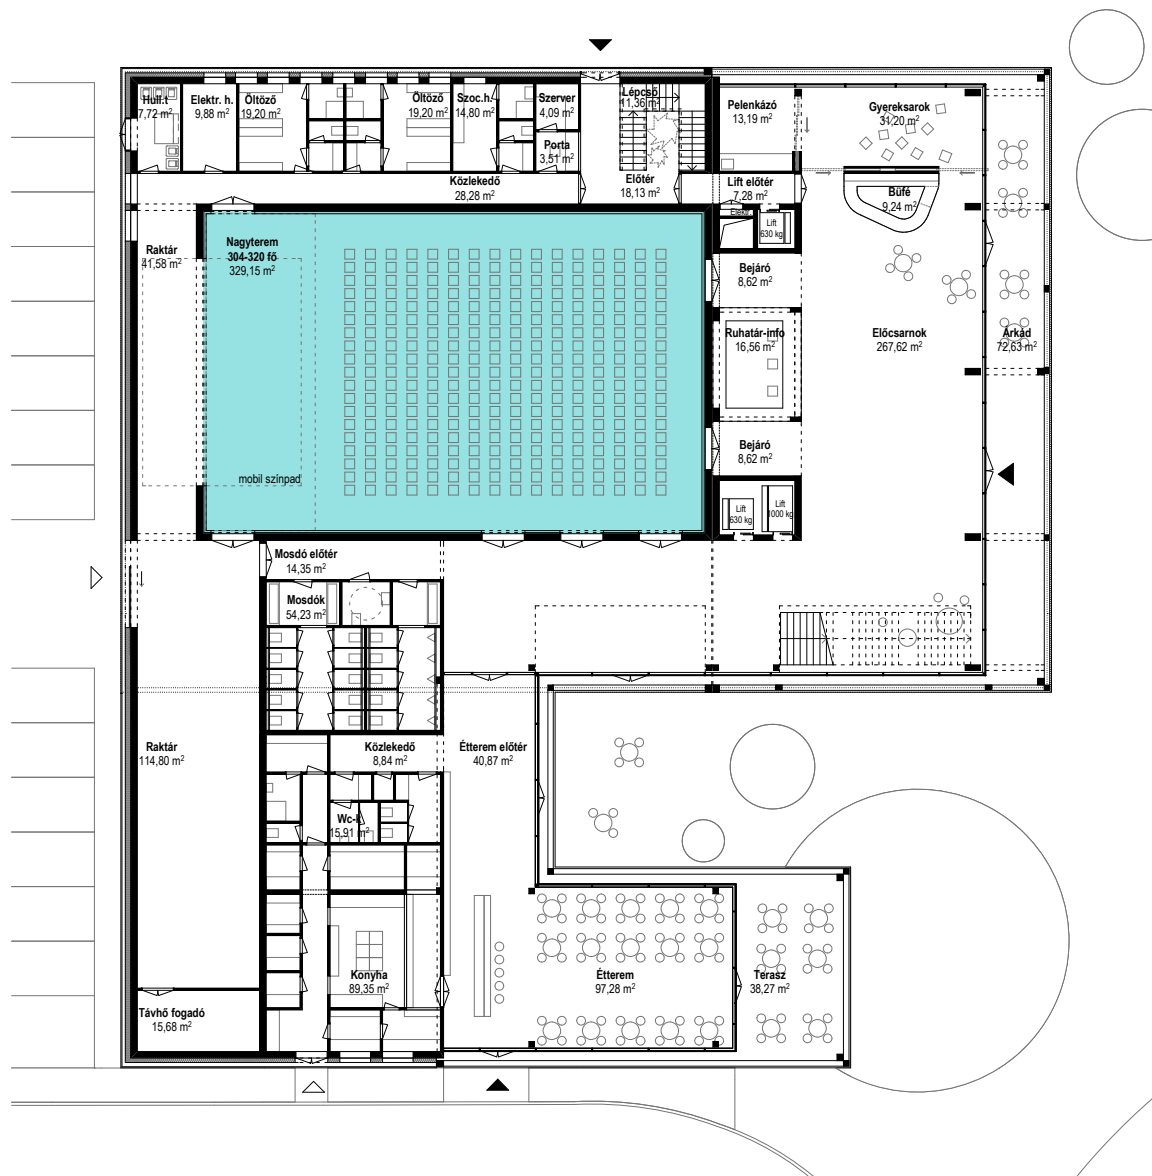 Hull.t
7,72 m²
Elektr. h.
9,88 m²
Öltöző
19,20 m²
Öltöző
19,20 m²
Szoc.h.
14,80 m²
Szerver
4,09 m²
Porta
3,51 m²
Lépcső
11,36 m²
Pelenkázó
13,19 m²
Gyereksarok
31,20 m²
Közlekedő
28,28 m²
Előtér
18,13 m²
Lift előtér
7,28 m²
Büfé
9,24 m²
Elektr.
Lift
630 kg
Raktár
41,58 m²
Nagyterem
304-320 fő
329,15 m²
Bejáró
8,62 m²
Ruhatár-info
16,56 m²
Előcsarnok
267,62 m²
Árkád
72,63 m²
Bejáró
8,62 m²
mobil színpad
Lift
630 kg
Lift
1000 kg
Mosdó előtér
14,35 m²
Mosdók
54,23 m²
Raktár
114,80 m²
Közlekedő
8,84 m²
Étterem előtér
40,87 m²
Wc-k
15,91 m²
Konyha
89,35 m²
Étterem
97,28 m²
Terasz
38,27 m²
Távhő fogadó
15,68 m²